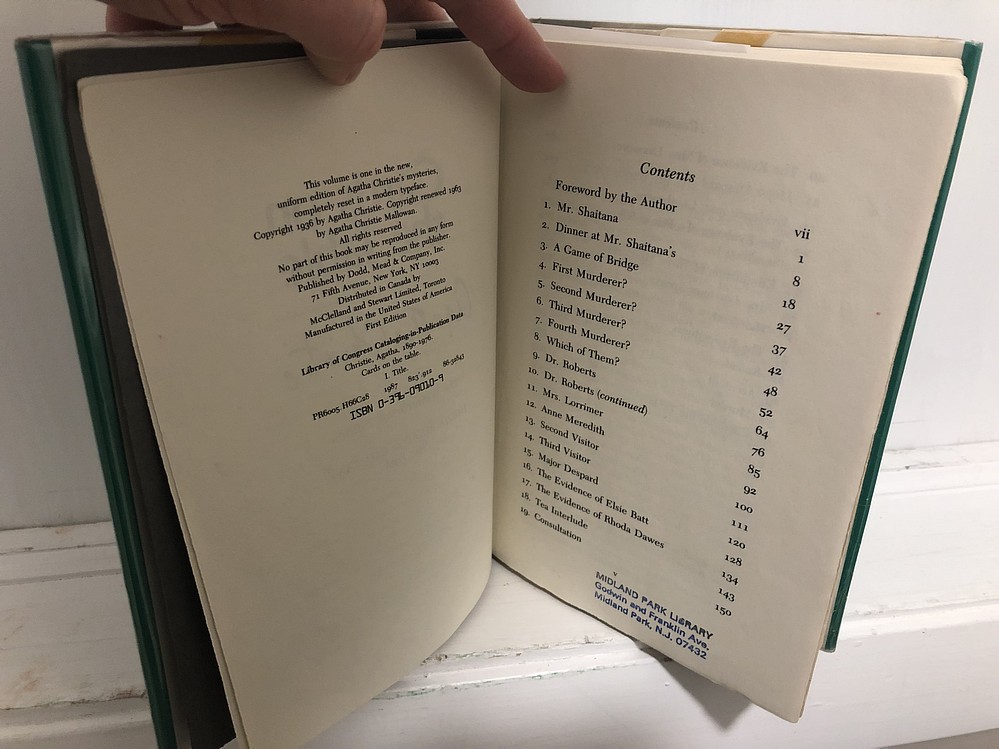 This volume is one in the new,
uniform edition of Agatha Christie's mysteries,
completely reset in a modern typeface.
Copyright 1936 by Agatha Christie. Copyright renewed 1963
by Agatha Christie Mallowan.
All rights reserved
No part of this book may be reproduced in any form
without permission in writing from the publisher.
Published by Dodd, Mead & Company, Inc.
71 Fifth Avenue, New York, NY 10003
Distributed in Canada by
McClelland and Stewart Limited, Toronto
Manufactured in the United States of America
First Edition
Library of Congress Cataloging-in-Publication Data
Christie, Agatha, 1890-1976.
Cards on the table.
I. Title.
PR6005.H66C28 1987 823'.912 86-31843
ISBN 0-396-09010-9
Contents
Foreword by the Author vii
1. Mr. Shaitana 1
2. Dinner at Mr. Shaitana's 8
3. A Game of Bridge 18
4. First Murderer? 27
5. Second Murderer? 37
6. Third Murderer? 42
7. Fourth Murderer? 48
8. Which of Them? 52
9. Dr. Roberts 64
10. Dr. Roberts (continued) 76
11. Mrs. Lorrimer 85
12. Anne Meredith 92
13. Second Visitor 100
14. Third Visitor 111
15. Major Despard 120
16. The Evidence of Elsie Batt 128
17. The Evidence of Rhoda Dawes 134
18. Tea Interlude 143
19. Consultation 150
MIDLAND PARK LIBRARY
Godwin and Franklin Ave.
Midland Park, N.J. 07432